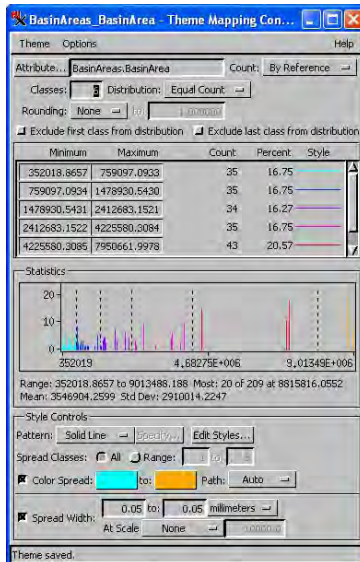 BasinAreas_BasinArea - Theme Mapping Con...
Theme Options Help
Attribute... BasinAreas.BasinArea Count: By Reference
Classes: 6 Distribution: Equal Count
Rounding: None to 1.000000
Exclude first class from distribution Exclude last class from distribution
Minimum Maximum Count Percent Style
352018.8657 759097.0933 35 16.75
759097.0934 1478930.5430 35 16.75
1478930.5431 2412683.1521 34 16.27
2412683.1522 4225580.3084 35 16.75
4225580.3085 7950661.9978 43 20.57
Statistics
20
10
0
352019 4.68275E+006 9.01349E+006
Range: 352018.8657 to 9013488.188 Most: 20 of 209 at 8815816.0552
Mean: 3546904.2599 Std Dev: 2910014.2247
Style Controls
Pattern: Solid Line Specify... Edit Styles...
Spread Classes: All Range: to
Color Spread: to: Path: Auto
Spread Width: 0.05 to: 0.05 milimeters
At Scale None
Theme saved.